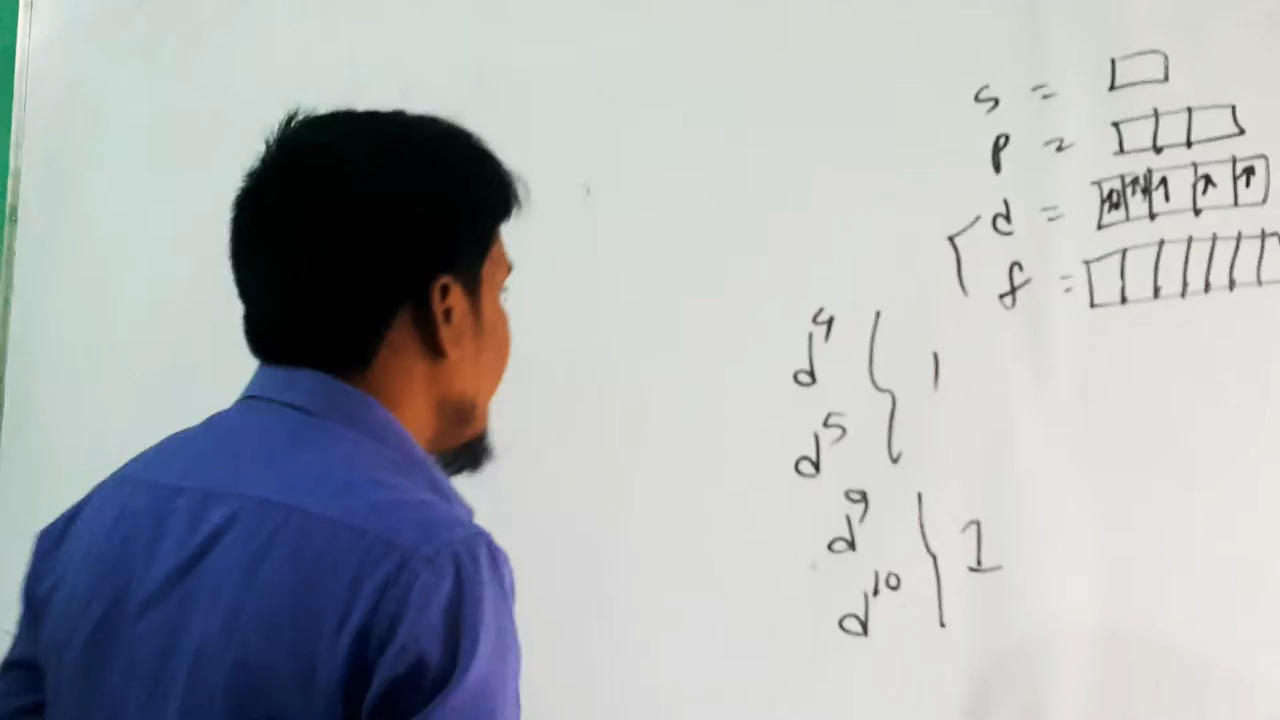 s =
p =
d = ↑ ↑ ↑ ↑ ↑
f =
d⁴
d⁵ } 1
d⁹
d¹⁰ } 1